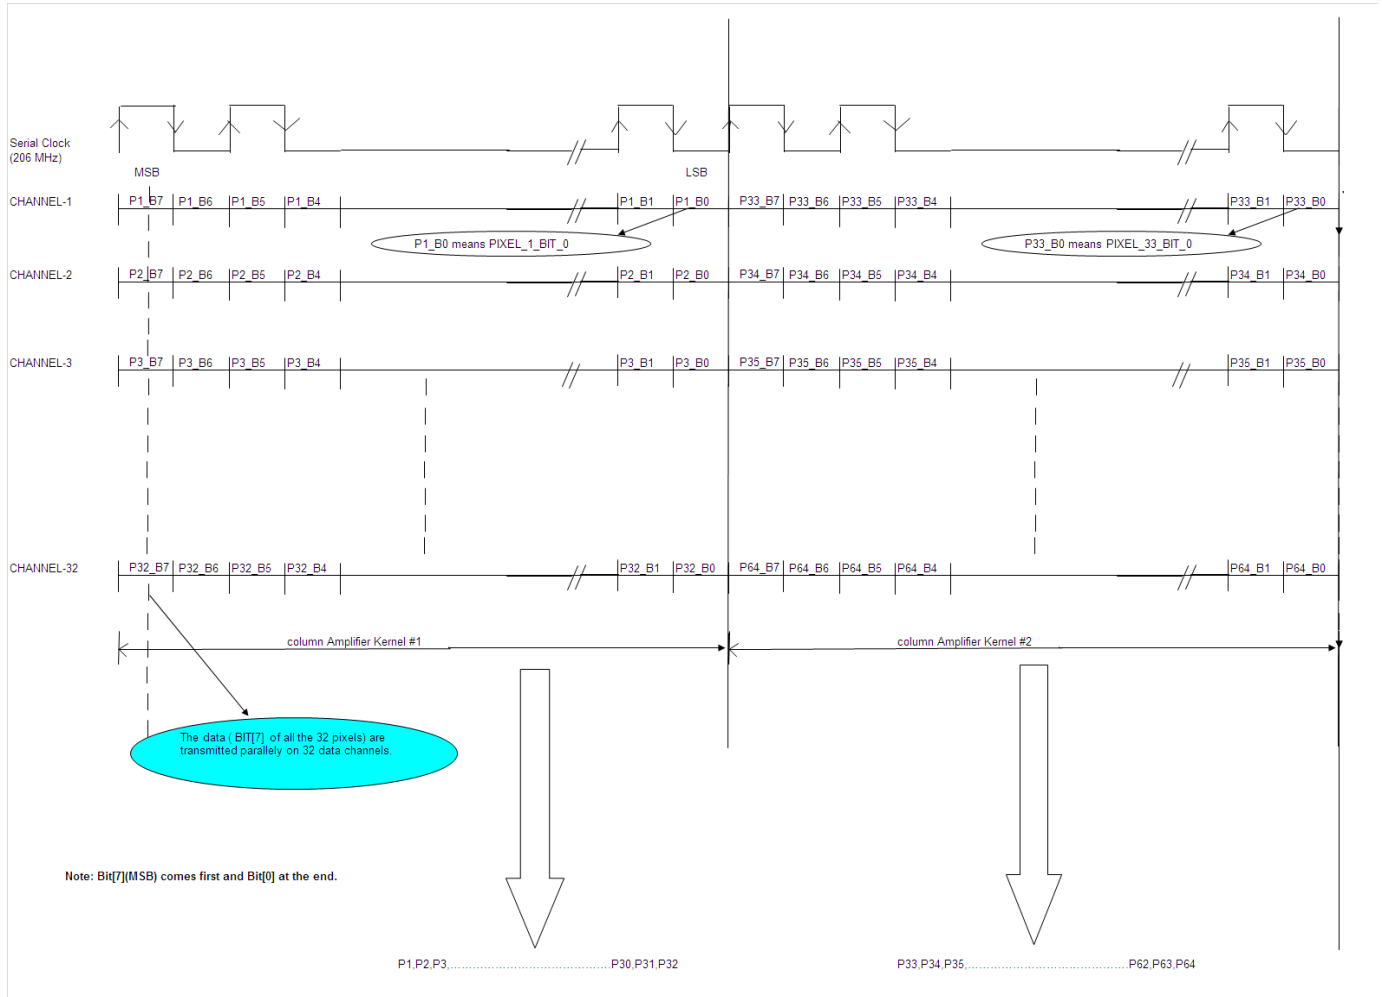 Serial Clock
(206 MHz)
MSB
LSB
CHANNEL-1
P1_B7 P1_B6 P1_B5 P1_B4 P1_B1 P1_B0 P33_B7 P33_B6 P33_B5 P33_B4 P33_B1 P33_B0
P1_B0 means PIXEL_1_BIT_0
P33_B0 means PIXEL_33_BIT_0
CHANNEL-2
P2_B7 P2_B6 P2_B5 P2_B4 P2_B1 P2_B0 P34_B7 P34_B6 P34_B5 P34_B4 P34_B1 P34_B0
CHANNEL-3
P3_B7 P3_B6 P3_B5 P3_B4 P3_B1 P3_B0 P35_B7 P35_B6 P35_B5 P35_B4 P35_B1 P35_B0
CHANNEL-32
P32_B7 P32_B6 P32_B5 P32_B4 P32_B1 P32_B0 P64_B7 P64_B6 P64_B5 P64_B4 P64_B1 P64_B0
column Amplifier Kernel #1
column Amplifier Kernel #2
The data ( BIT[7] of all the 32 pixels) are
transmitted parallely on 32 data channels.
Note: Bit[7](MSB) comes first and Bit[0] at the end.
P1,P2,P3,................................................P30,P31,P32
P33,P34,P35,................................................P62,P63,P64